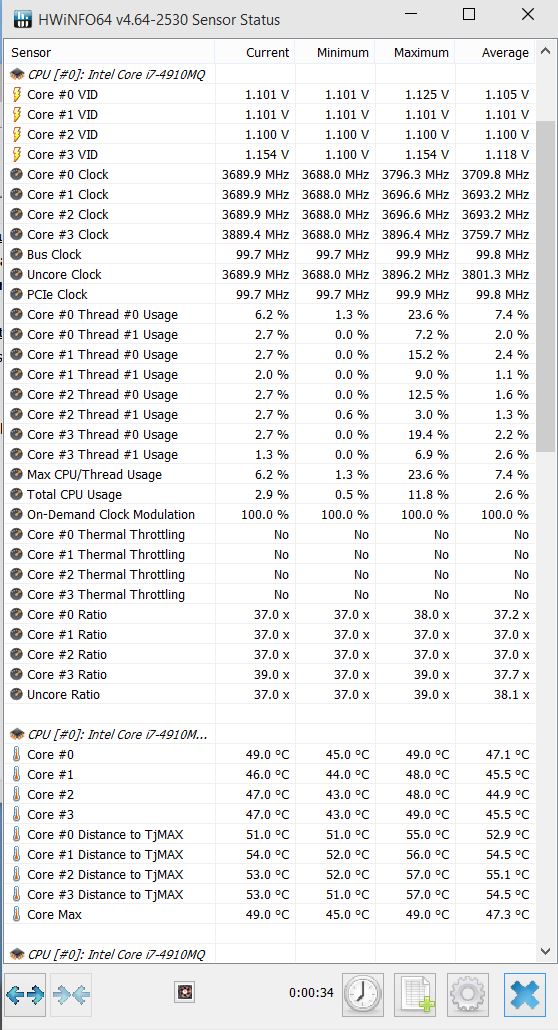 HWiNFO64 v4.64-2530 Sensor Status
Sensor Current Minimum Maximum Average
CPU [#0]: Intel Core i7-4910MQ
Core #0 VID 1.101 V 1.101 V 1.125 V 1.105 V
Core #1 VID 1.101 V 1.101 V 1.101 V 1.101 V
Core #2 VID 1.100 V 1.100 V 1.100 V 1.100 V
Core #3 VID 1.154 V 1.100 V 1.154 V 1.118 V
Core #0 Clock 3689.9 MHz 3688.0 MHz 3796.3 MHz 3709.8 MHz
Core #1 Clock 3689.9 MHz 3688.0 MHz 3696.6 MHz 3693.2 MHz
Core #2 Clock 3689.9 MHz 3688.0 MHz 3696.6 MHz 3693.2 MHz
Core #3 Clock 3889.4 MHz 3688.0 MHz 3896.4 MHz 3759.7 MHz
Bus Clock 99.7 MHz 99.7 MHz 99.9 MHz 99.8 MHz
Uncore Clock 3689.9 MHz 3688.0 MHz 3896.2 MHz 3801.3 MHz
PCIe Clock 99.7 MHz 99.7 MHz 99.9 MHz 99.8 MHz
Core #0 Thread #0 Usage 6.2 % 1.3 % 23.6 % 7.4 %
Core #0 Thread #1 Usage 2.7 % 0.0 % 7.2 % 2.0 %
Core #1 Thread #0 Usage 2.7 % 0.0 % 15.2 % 2.4 %
Core #1 Thread #1 Usage 2.0 % 0.0 % 9.0 % 1.1 %
Core #2 Thread #0 Usage 2.7 % 0.0 % 12.5 % 1.6 %
Core #2 Thread #1 Usage 2.7 % 0.6 % 3.0 % 1.3 %
Core #3 Thread #0 Usage 2.7 % 0.0 % 19.4 % 2.2 %
Core #3 Thread #1 Usage 1.3 % 0.0 % 6.9 % 2.6 %
Max CPU/Thread Usage 6.2 % 1.3 % 23.6 % 7.4 %
Total CPU Usage 2.9 % 0.5 % 11.8 % 2.6 %
On-Demand Clock Modulation 100.0 % 100.0 % 100.0 % 100.0 %
Core #0 Thermal Throttling No No No No
Core #1 Thermal Throttling No No No No
Core #2 Thermal Throttling No No No No
Core #3 Thermal Throttling No No No No
Core #0 Ratio 37.0 x 37.0 x 38.0 x 37.2 x
Core #1 Ratio 37.0 x 37.0 x 37.0 x 37.0 x
Core #2 Ratio 37.0 x 37.0 x 37.0 x 37.0 x
Core #3 Ratio 39.0 x 37.0 x 39.0 x 37.7 x
Uncore Ratio 37.0 x 37.0 x 39.0 x 38.1 x
CPU [#0]: Intel Core i7-4910M...
Core #0 49.0 °C 45.0 °C 49.0 °C 47.1 °C
Core #1 46.0 °C 44.0 °C 48.0 °C 45.5 °C
Core #2 47.0 °C 43.0 °C 48.0 °C 44.9 °C
Core #3 47.0 °C 43.0 °C 49.0 °C 45.5 °C
Core #0 Distance to TjMAX 51.0 °C 51.0 °C 55.0 °C 52.9 °C
Core #1 Distance to TjMAX 54.0 °C 52.0 °C 56.0 °C 54.5 °C
Core #2 Distance to TjMAX 53.0 °C 52.0 °C 57.0 °C 55.1 °C
Core #3 Distance to TjMAX 53.0 °C 51.0 °C 57.0 °C 54.5 °C
Core Max 49.0 °C 45.0 °C 49.0 °C 47.3 °C
CPU [#0]: Intel Core i7-4910MQ
0:00:34